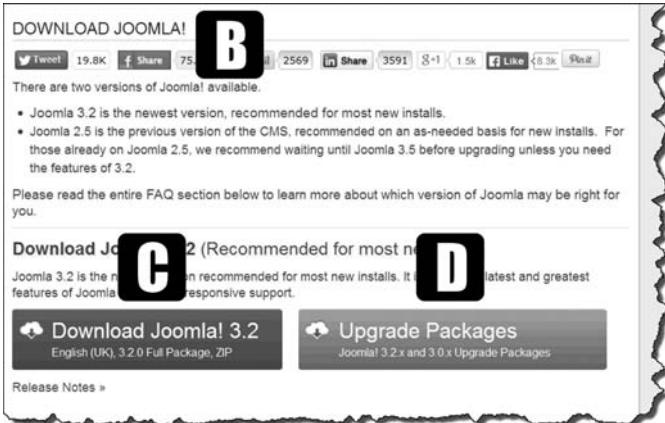 DOWNLOAD JOOMLA!
B
Tweet 19.8K Share 75. 2569 Share 3591 g+1 1.5k Like 8.3k Pin it
There are two versions of Joomla! available.
• Joomla 3.2 is the newest version, recommended for most new installs.
• Joomla 2.5 is the previous version of the CMS, recommended on an as-needed basis for new installs. For
those already on Joomla 2.5, we recommend waiting until Joomla 3.5 before upgrading unless you need
the features of 3.2.
Please read the entire FAQ section below to learn more about which version of Joomla may be right for
you.
Download 2 (Recommended for most
C
D
Joomla 3.2 is the recommended for most new installs. It latest and greatest
features of Joomla responsive support.
Download Joomla! 3.2
English (UK), 3.2.0 Full Package, ZIP
Upgrade Packages
Joomla! 3.2.x and 3.0.x Upgrade Packages
Release Notes »